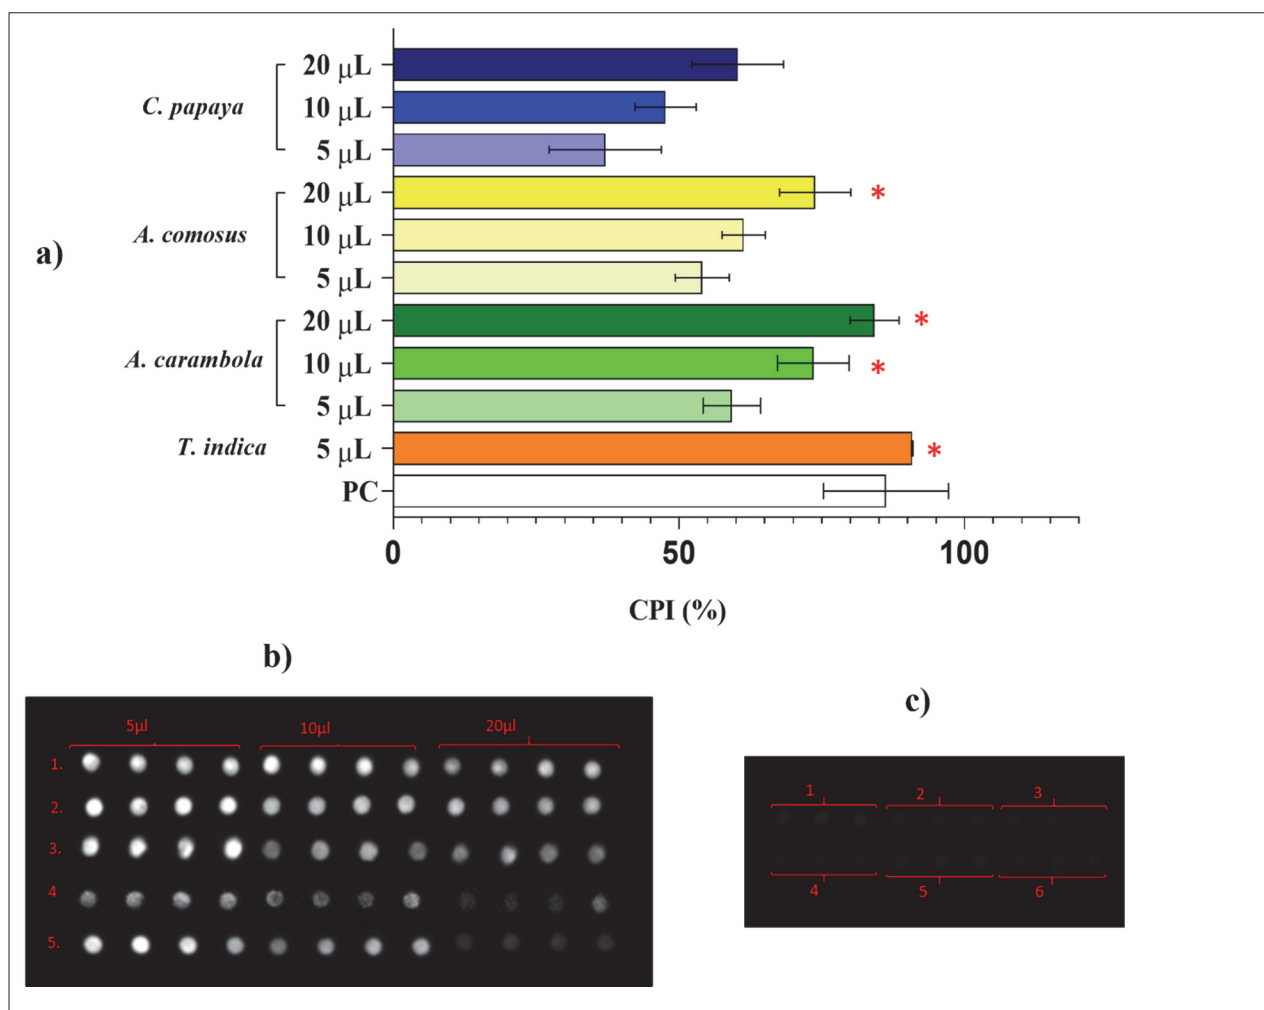 20 µL
C. papaya
10 µL
5 µL
20 µL *
A. comosus
10 µL
a)
5 µL
20 µL *
A. carambola
10 µL *
5 µL
T. indica 5 µL *
PC
0 50 100
CPI (%)
b)
5µl 10µl 20µl
1.
2.
3.
4
5.
c)
1 2 3
4 5 6